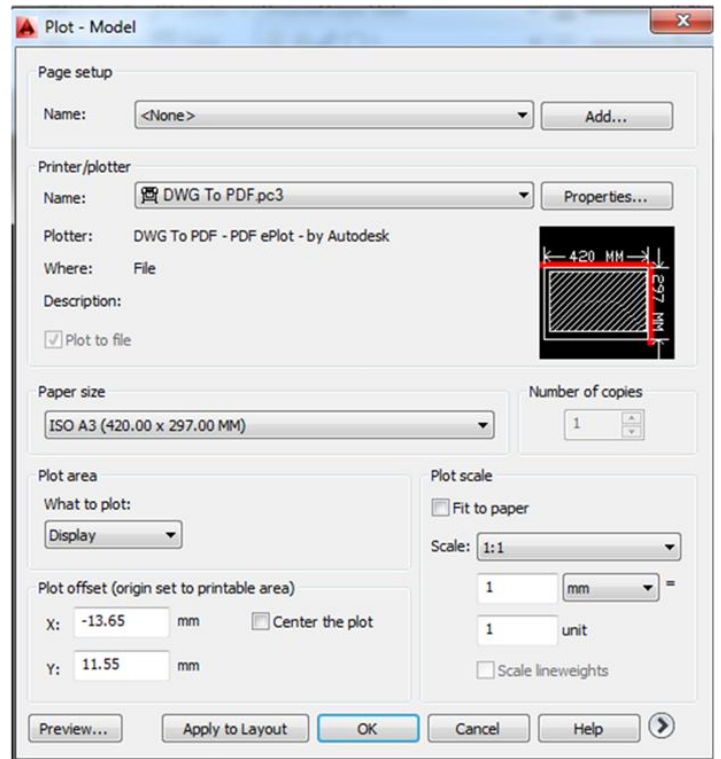 Plot - Model
Page setup
Name: <None> Add...
Printer/plotter
Name: DWG To PDF.pc3 Properties...
Plotter: DWG To PDF - PDF ePlot - by Autodesk
Where: File
Description:
Plot to file
420 MM
297 MM
Paper size
ISO A3 (420.00 x 297.00 MM)
Number of copies
1
Plot area
What to plot:
Display
Plot scale
Fit to paper
Scale: 1:1
1 mm =
1 unit
Scale lineweights
Plot offset (origin set to printable area)
X: -13.65 mm Center the plot
Y: 11.55 mm
Preview... Apply to Layout OK Cancel Help